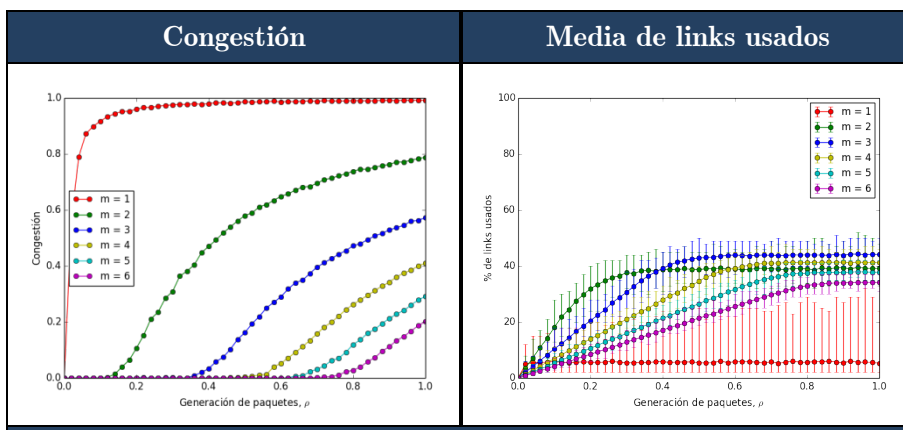 Congestión
Media de links usados
1.0
0.8
0.6
0.4
0.2
0.0
Congestión
m = 1
m = 2
m = 3
m = 4
m = 5
m = 6
0.0 0.2 0.4 0.6 0.8 1.0
Generación de paquetes, ρ
100
80
60
40
20
0
% de links usados
m = 1
m = 2
m = 3
m = 4
m = 5
m = 6
0.0 0.2 0.4 0.6 0.8 1.0
Generación de paquetes, ρ